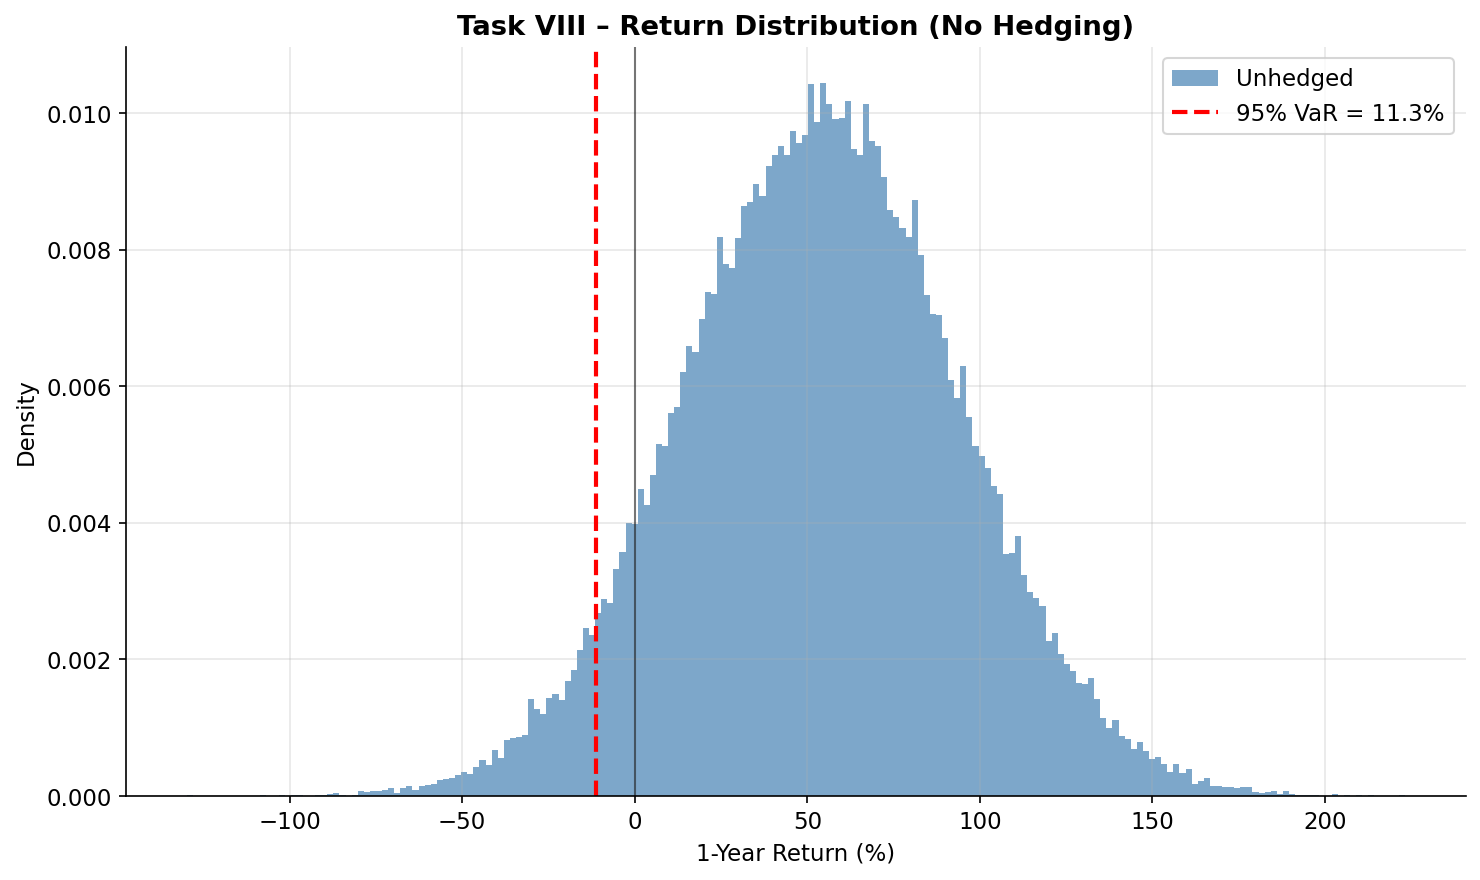 Task VIII – Return Distribution (No Hedging)
Unhedged
95% VaR = 11.3%
Density
0.010
0.008
0.006
0.004
0.002
0.000
−100
−50
0
50
100
150
200
1-Year Return (%)